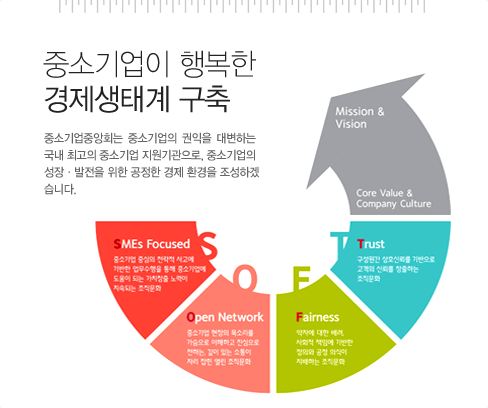 중소기업이 행복한
경제생태계 구축
중소기업중앙회는 중소기업의 권익을 대변하는
국내 최고의 중소기업 지원기관으로, 중소기업의
성장 · 발전을 위한 공정한 경제 환경을 조성하겠
습니다.
Mission &
Vision
Core Value &
Company Culture
S
O
F
T
SMEs Focused
중소기업 중심의 전략적 사고에
기반한 업무수행을 통해 중소기업에
도움이 되는 가치창출 노력이
지속되는 조직문화
Open Network
중소기업 현장의 목소리를
가슴으로 이해하고 진심으로
전하는, 깊이 있는 소통이
자리 잡힌 열린 조직문화
Fairness
약자에 대한 배려,
사회적 책임에 기반한
정의와 공정 의식이
지배하는 조직문화
Trust
구성원간 상호신뢰를 기반으로
고객의 신뢰를 창출하는
조직문화